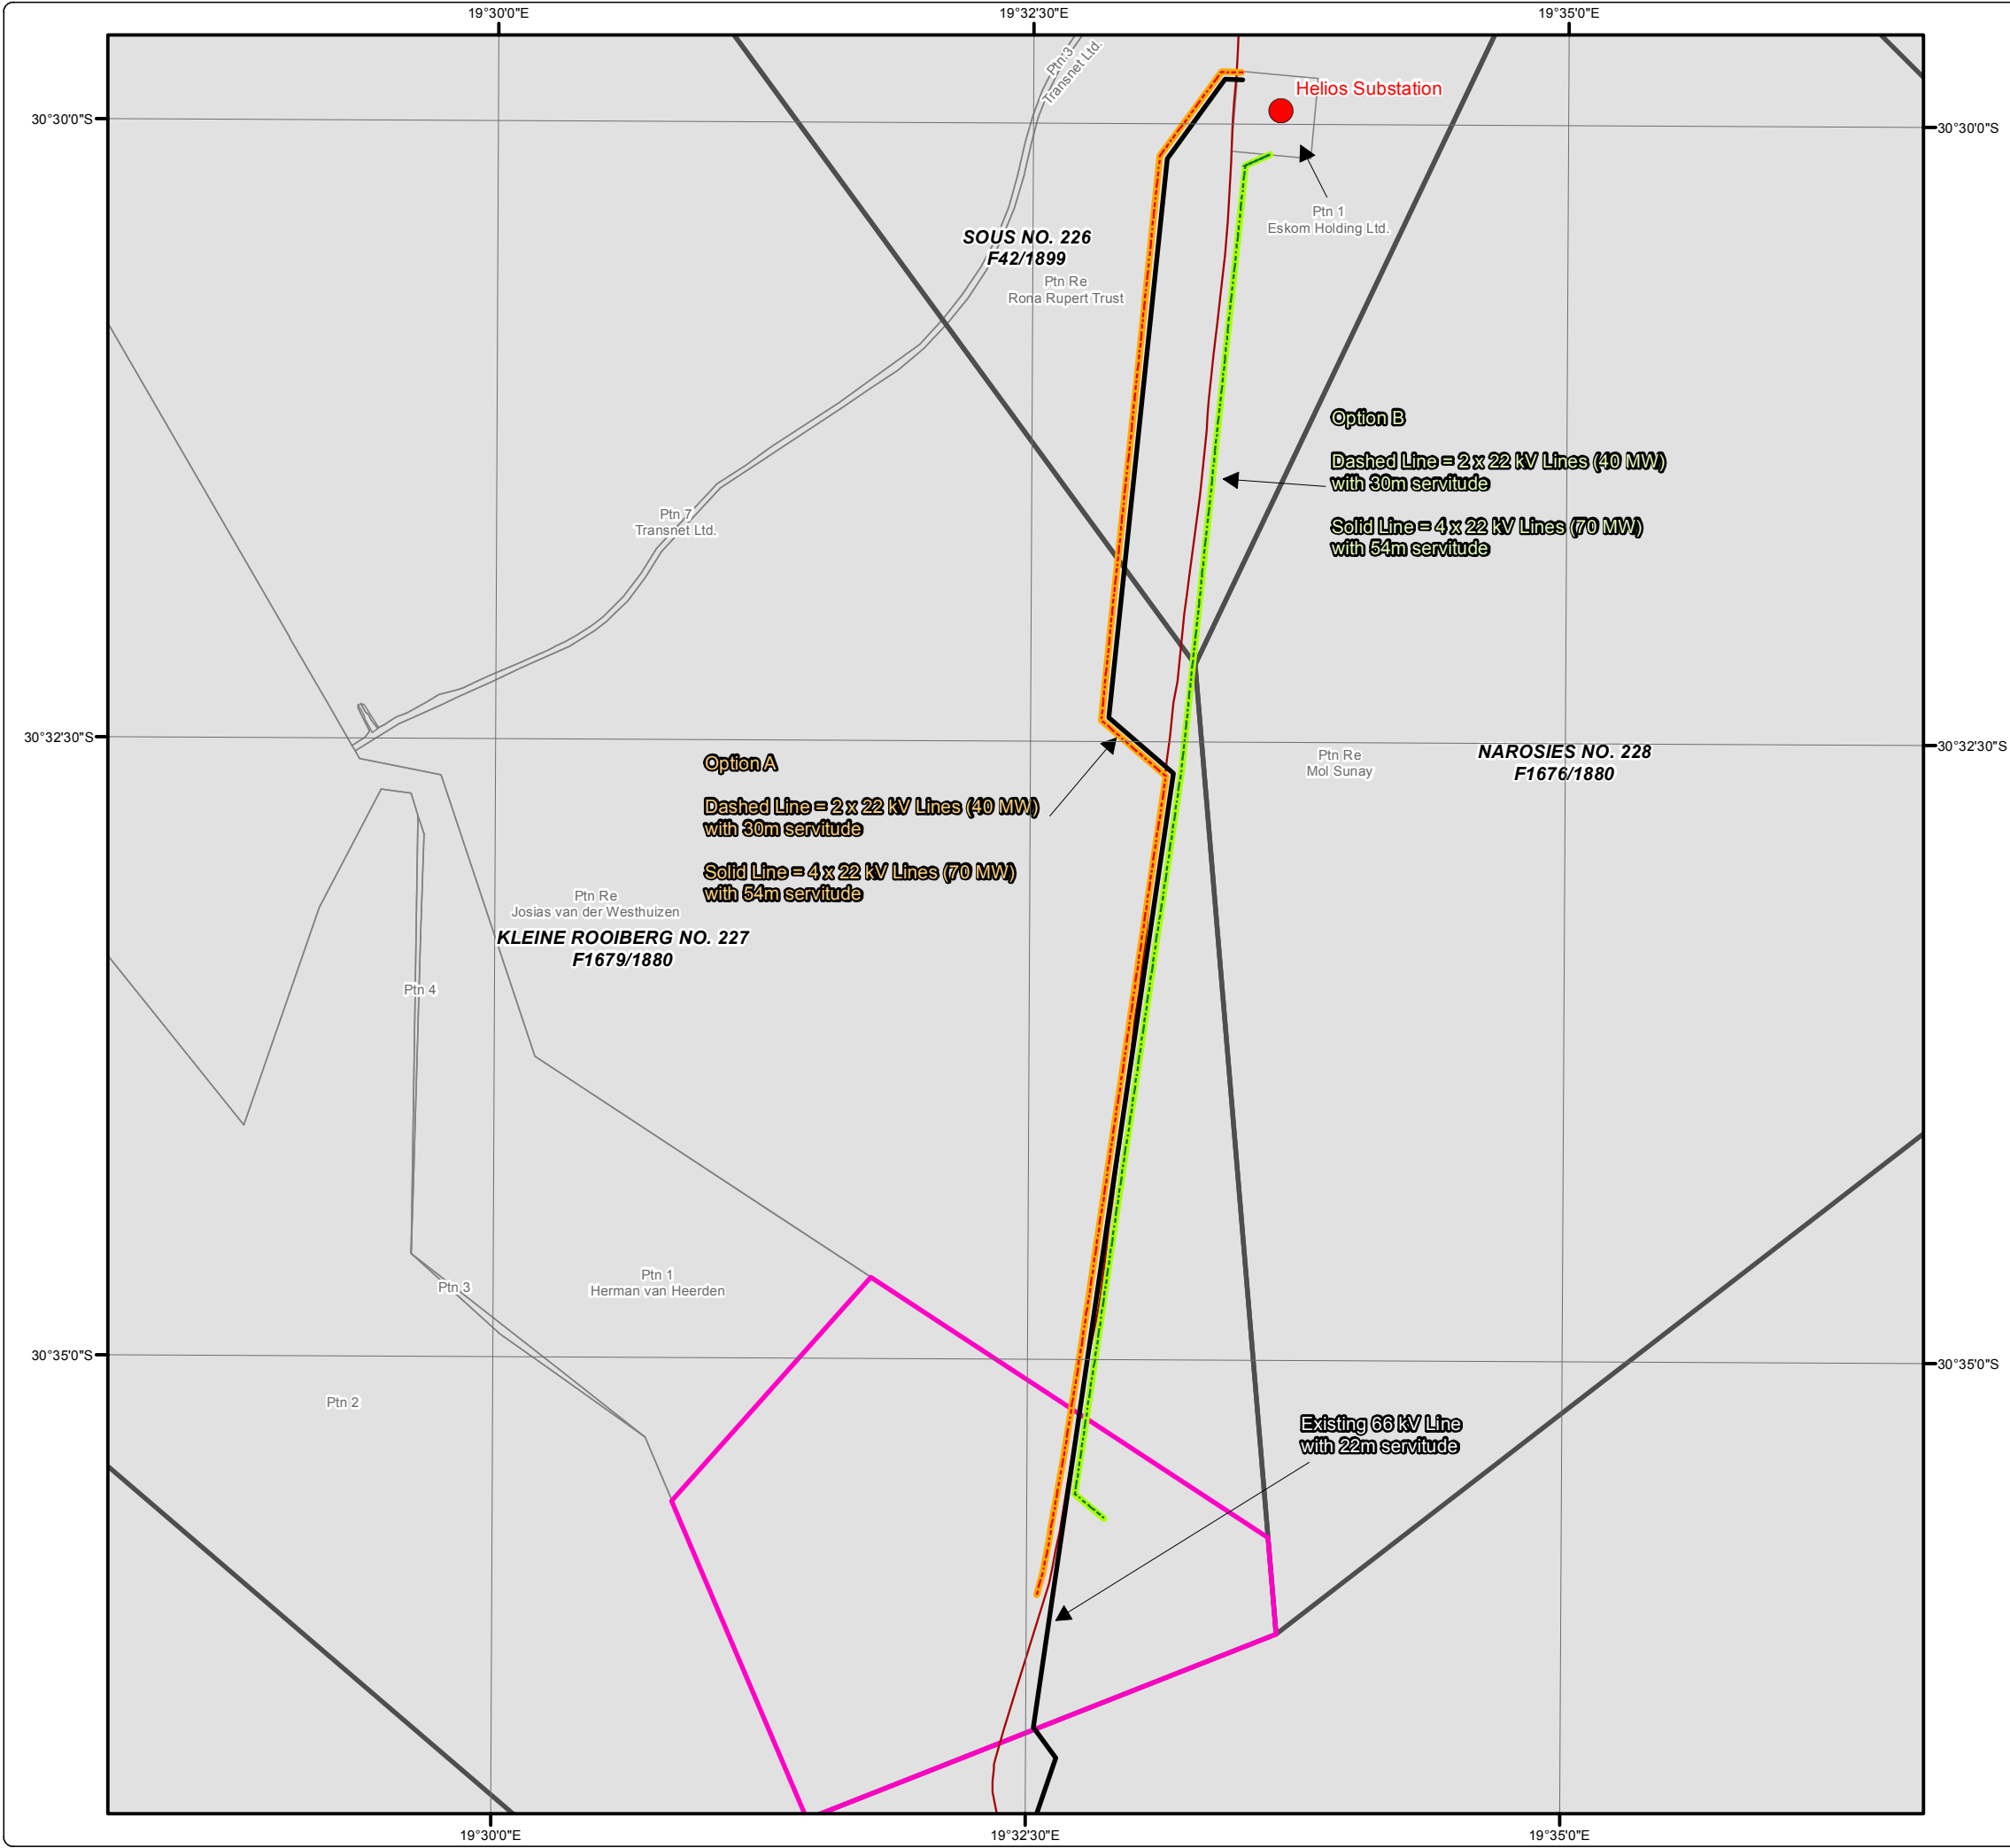 19°30'0"E
19°32'30"E
19°35'0"E
Ptn 3
Transnet Ltd.
Helios Substation
30°30'0"S
30°30'0"S
Ptn 1
Eskom Holding Ltd.
SOUS NO. 226
F42/1899
Ptn Re
Rona Rupert Trust
Option B
Dashed Line = 2 x 22 kV Lines (40 MW)
with 30m servitude
Solid Line = 4 x 22 kV Lines (70 MW)
with 54m servitude
Ptn 7
Transnet Ltd.
30°32'30"S
30°32'30"S
Ptn Re
Mol Sunay
NAROSIES NO. 228
F1676/1880
Option A
Dashed Line = 2 x 22 kV Lines (40 MW)
with 30m servitude
Solid Line = 4 x 22 kV Lines (70 MW)
with 54m servitude
Ptn Re
Josias van der Westhuizen
KLEINE ROOIBERG NO. 227
F1679/1880
Ptn 4
Ptn 3
Ptn 1
Herman van Heerden
30°35'0"S
30°35'0"S
Ptn 2
Existing 66 kV Line
with 22m servitude
19°30'0"E
19°32'30"E
19°35'0"E